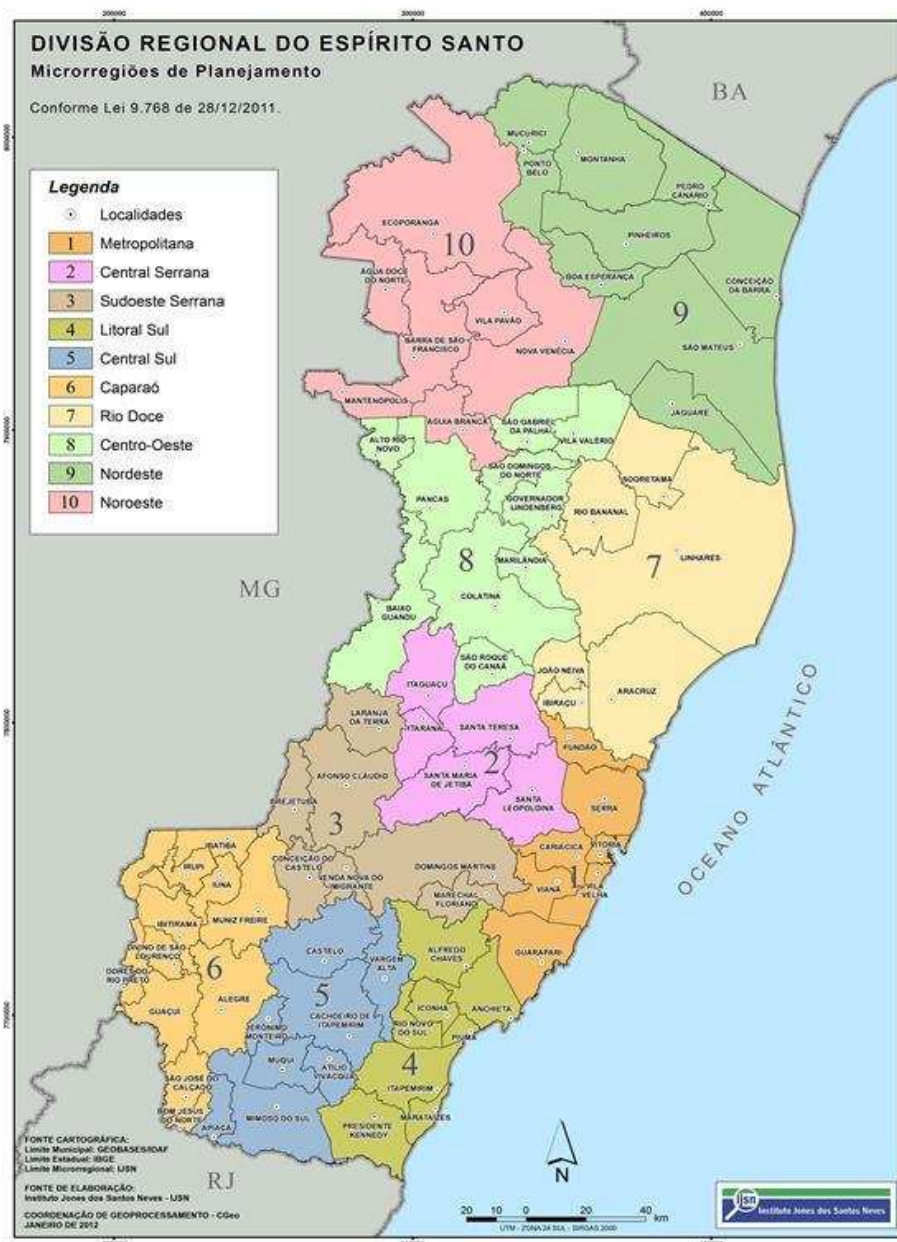 DIVISÃO REGIONAL DO ESPÍRITO SANTO
Microrregiões de Planejamento
Conforme Lei 9.768 de 28/12/2011.
Legenda
Localidades
1 Metropolitana
2 Central Serrana
3 Sudoeste Serrana
4 Litoral Sul
5 Central Sul
6 Caparaó
7 Rio Doce
8 Centro-Oeste
9 Nordeste
10 Noroeste
BA
MG
RJ
OCEANO ATLÂNTICO
MUCURICI
PONTO
BELO
MONTANHA
PEDRO
CANÁRIO
ECOPORANGA
10
PINHEIROS
ÁGUA DOCE
DO NORTE
BOA ESPERANÇA
CONCEIÇÃO
DA BARRA
9
VILA PAVÃO
BARRA DE SÃO
FRANCISCO
NOVA VENÉCIA
SÃO MATEUS
MANTENÓPOLIS
JAGUARÉ
ÁGUIA BRANCA
SÃO GABRIEL
DA PALHA
VILA VALÉRIO
ALTO RIO
NOVO
SÃO DOMINGOS
DO NORTE
SOORETAMA
PANCAS
GOVERNADOR
LINDENBERG
RIO BANANAL
8
MARILÂNDIA
7
LINHARES
COLATINA
BAIXO
GUANDU
SÃO ROQUE
DO CANAÃ
JOÃO NEIVA
ITAGUAÇU
IBIRAÇU
ARACRUZ
LARANJA
DA TERRA
ITARANA
SANTA TERESA
FUNDÃO
2
AFONSO CLÁUDIO
SANTA MARIA
DE JETIBÁ
SANTA
LEOPOLDINA
SERRA
BREJETUBA
3
IBATIBA
CARIACICA
VITÓRIA
IRUPI
CONCEIÇÃO DO
CASTELO
DOMINGOS MARTINS
IÚNA
VENDA NOVA DO
IMIGRANTE
VIANA
1
VILA
VELHA
MARECHAL
FLORIANO
IBITIRAMA
MUNIZ FREIRE
DIVINO DE SÃO
LOURENÇO
CASTELO
VARGEM
ALTA
ALFREDO
CHAVES
GUARAPARI
DORES DO
RIO PRETO
6
5
GUAÇUÍ
ALEGRE
CACHOEIRO DE
ITAPEMIRIM
ICONHA
ANCHIETA
JERÔNIMO
MONTEIRO
RIO NOVO
DO SUL
PIÚMA
MUQUI
ATÍLIO
VIVACQUA
4
SÃO JOSÉ DO
CALÇADO
ITAPEMIRIM
BOM JESUS
DO NORTE
MIMOSO DO SUL
MARATAÍZES
APIACÁ
PRESIDENTE
KENNEDY
FONTE CARTOGRÁFICA:
Limite Municipal: GEOBASES/IDAF
Limite Estadual: IBGE
Limite Microrregional: IJSN
FONTE DE ELABORAÇÃO:
Instituto Jones dos Santos Neves - IJSN
COORDENAÇÃO DE GEOPROCESSAMENTO - CGeo
JANEIRO DE 2012
N
20 10 0 20 40
km
UTM - ZONA 24 SUL - SIRGAS 2000
ijsn
Instituto Jones dos Santos Neves